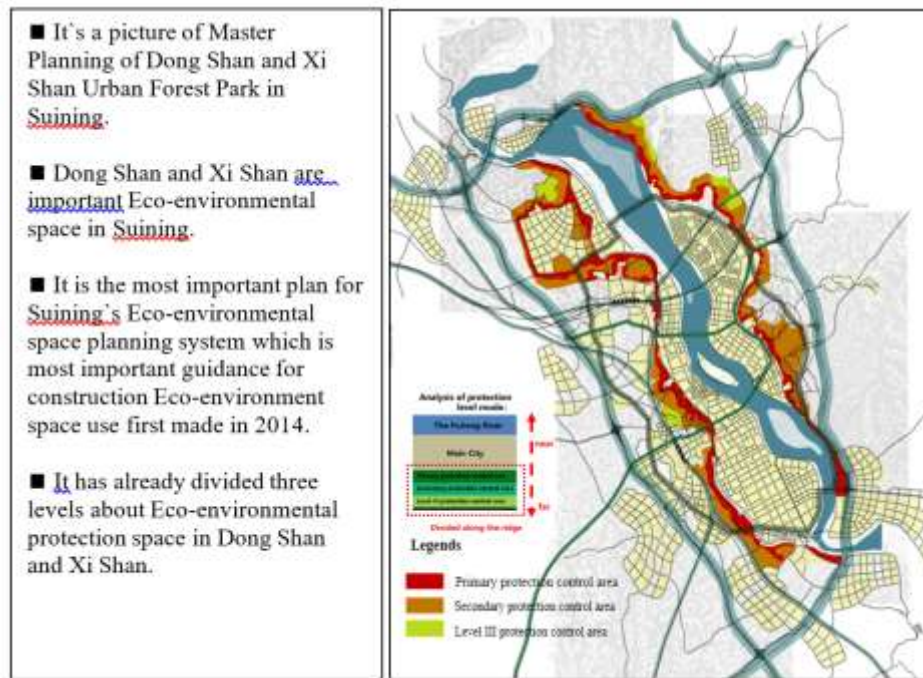 ■ It`s a picture of Master
Planning of Dong Shan and Xi
Shan Urban Forest Park in
Suining.
■ Dong Shan and Xi Shan are
important Eco-environmental
space in Suining.
■ It is the most important plan for
Suining`s Eco-environmental
space planning system which is
most important guidance for
construction Eco-environment
space use first made in 2014.
■ It has already divided three
levels about Eco-environmental
protection space in Dong Shan
and Xi Shan.
Analysis of protection
level mode:
The Fujiang River
Main City
near
far
Divided along the ridge
Legends
Primary protection control area
Secondary protection control area
Level III protection control area